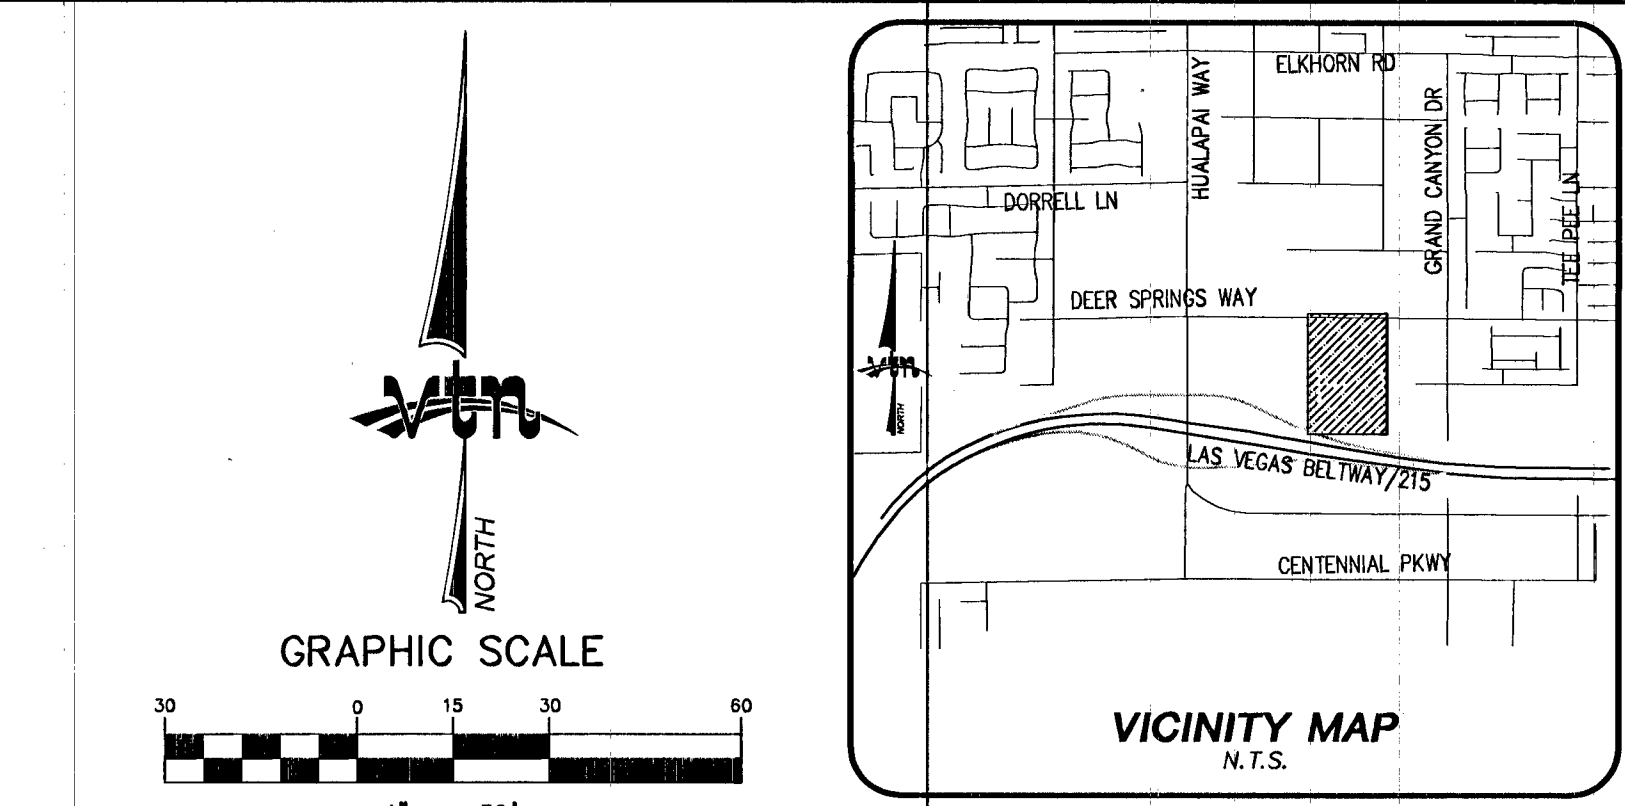 vtn
NORTH
GRAPHIC SCALE
30 0 15 30 60
ELKHORN RD
HUALAPAI WAY
GRAND CANYON DR
TEE PEE LN
DORRELL LN
DEER SPRINGS WAY
vtn
NORTH
LAS VEGAS BELTWAY/215
CENTENNIAL PKWY
VICINITY MAP
N.T.S.